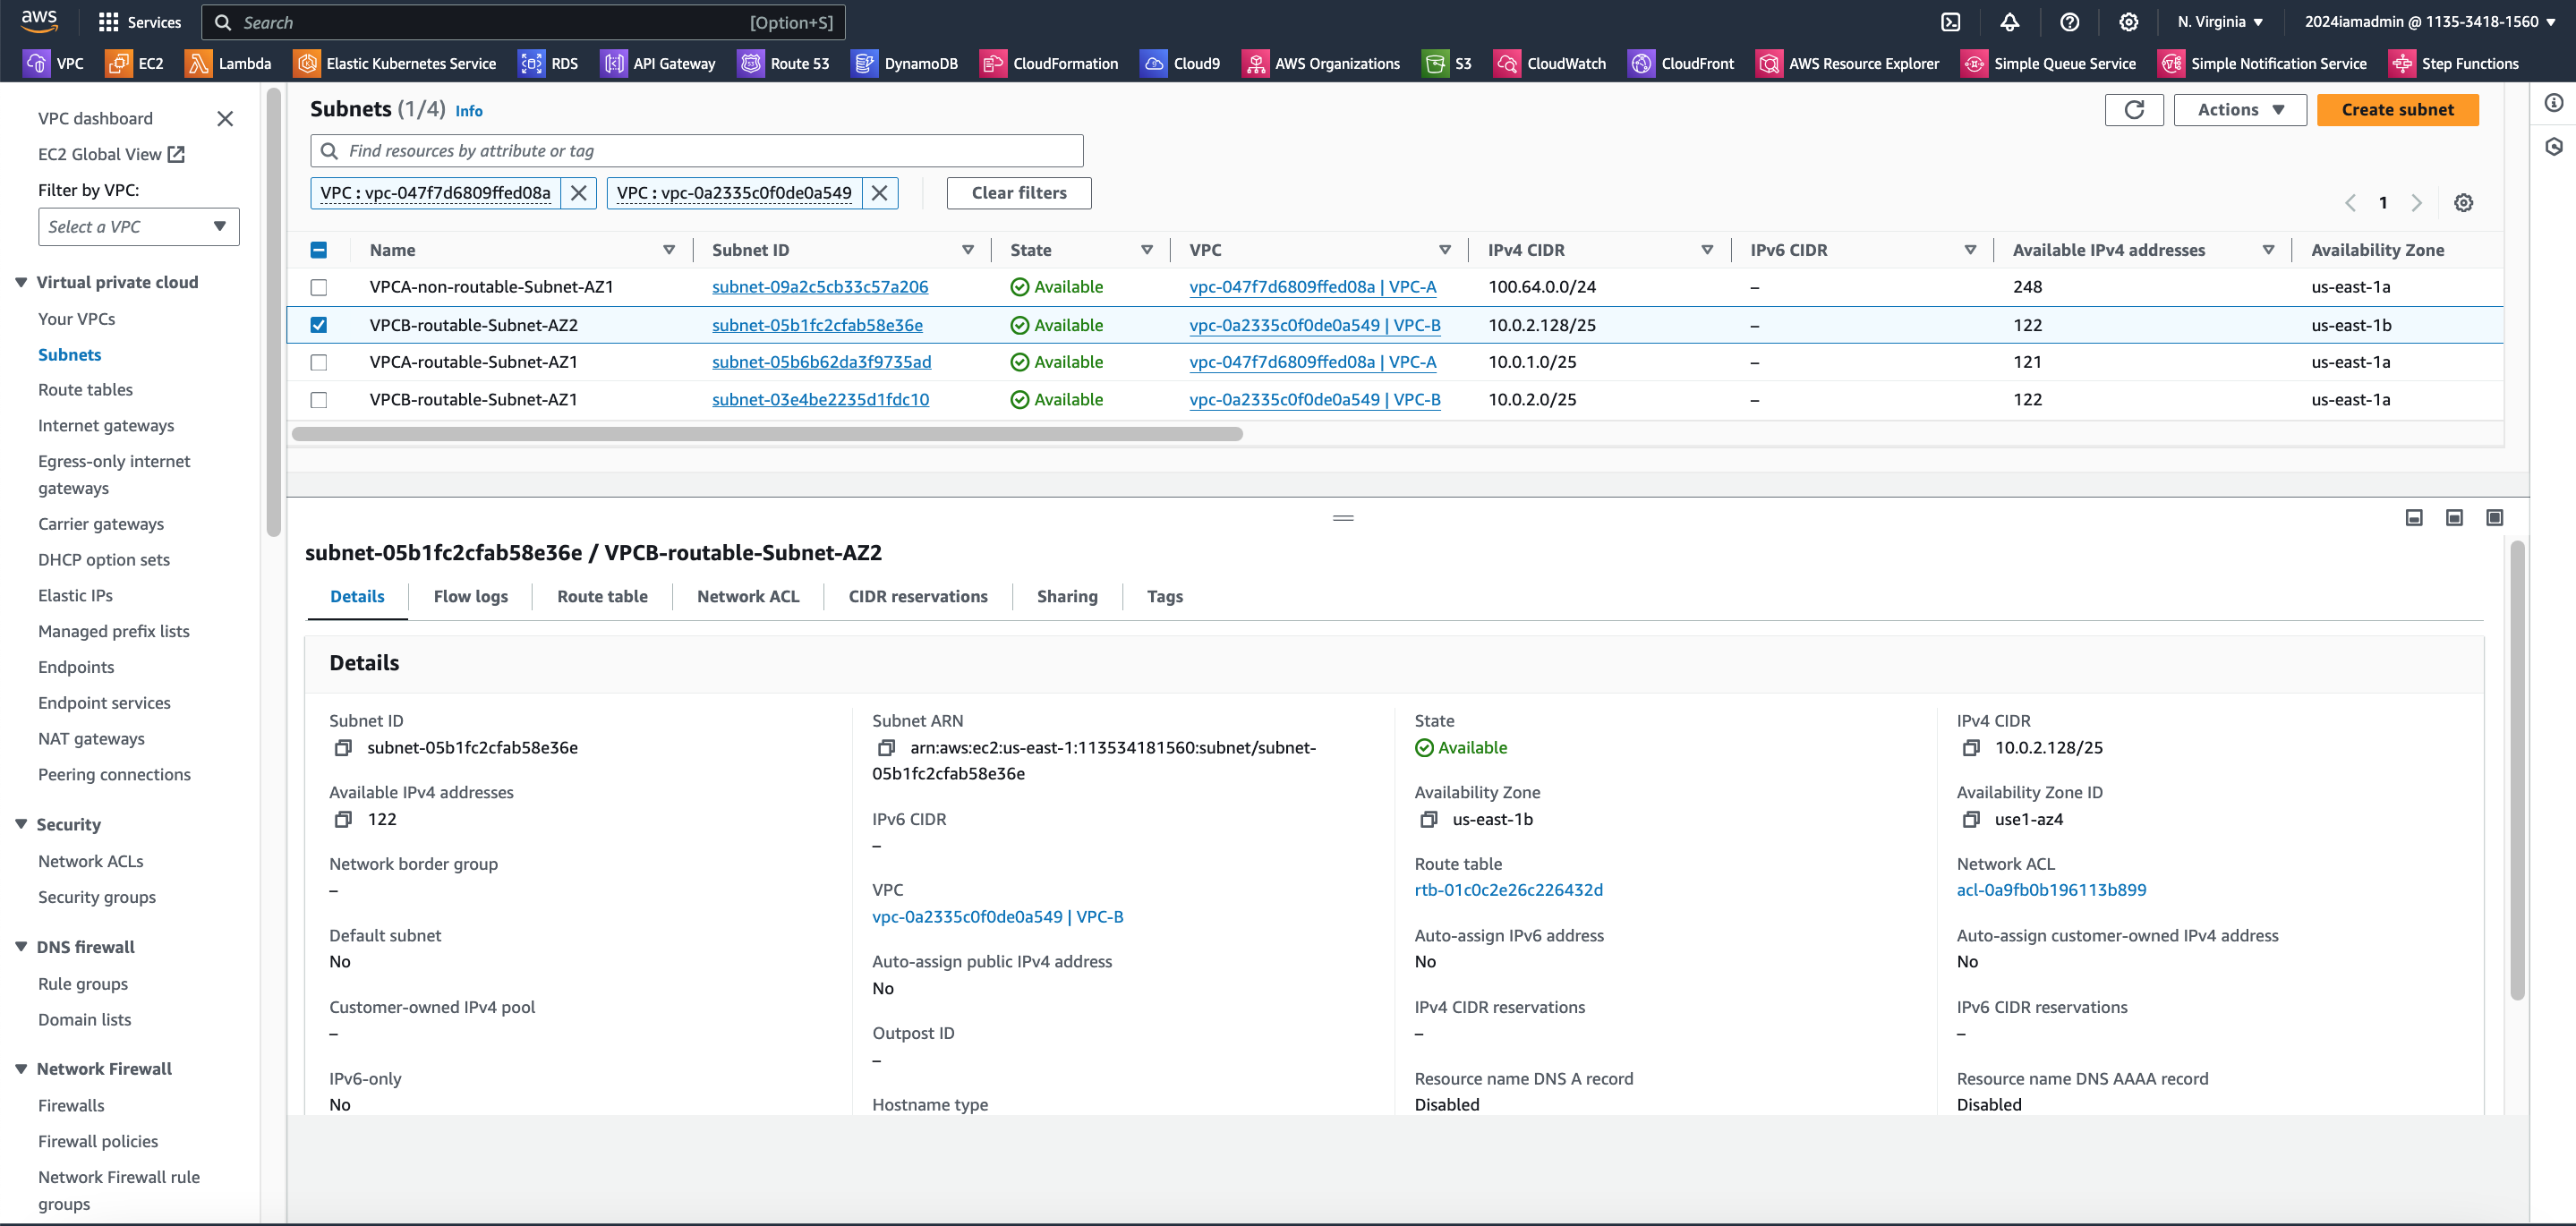 aws Services Search [Option+S] N. Virginia 2024iamadmin @ 1135-3418-1560
VPC EC2 Lambda Elastic Kubernetes Service RDS API Gateway Route 53 DynamoDB CloudFormation Cloud9 AWS Organizations S3 CloudWatch CloudFront AWS Resource Explorer Simple Queue Service Simple Notification Service Step Functions
VPC dashboard
EC2 Global View
Filter by VPC:
Select a VPC
Virtual private cloud
Your VPCs
Subnets
Route tables
Internet gateways
Egress-only internet
gateways
Carrier gateways
DHCP option sets
Elastic IPs
Managed prefix lists
Endpoints
Endpoint services
NAT gateways
Peering connections
Security
Network ACLs
Security groups
DNS firewall
Rule groups
Domain lists
Network Firewall
Firewalls
Firewall policies
Network Firewall rule
groups
Subnets (1/4) Info
Actions Create subnet
Find resources by attribute or tag
VPC : vpc-047f7d6809ffed08a VPC : vpc-0a2335c0f0de0a549 Clear filters
1
Name Subnet ID State VPC IPv4 CIDR IPv6 CIDR Available IPv4 addresses Availability Zone
VPCA-non-routable-Subnet-AZ1 subnet-09a2c5cb33c57a206 Available vpc-047f7d6809ffed08a | VPC-A 100.64.0.0/24 – 248 us-east-1a
VPCB-routable-Subnet-AZ2 subnet-05b1fc2cfab58e36e Available vpc-0a2335c0f0de0a549 | VPC-B 10.0.2.128/25 – 122 us-east-1b
VPCA-routable-Subnet-AZ1 subnet-05b6b62da3f9735ad Available vpc-047f7d6809ffed08a | VPC-A 10.0.1.0/25 – 121 us-east-1a
VPCB-routable-Subnet-AZ1 subnet-03e4be2235d1fdc10 Available vpc-0a2335c0f0de0a549 | VPC-B 10.0.2.0/25 – 122 us-east-1a
subnet-05b1fc2cfab58e36e / VPCB-routable-Subnet-AZ2
Details Flow logs Route table Network ACL CIDR reservations Sharing Tags
Details
Subnet ID
subnet-05b1fc2cfab58e36e
Available IPv4 addresses
122
Network border group
–
Default subnet
No
Customer-owned IPv4 pool
–
IPv6-only
No
Subnet ARN
arn:aws:ec2:us-east-1:113534181560:subnet/subnet-
05b1fc2cfab58e36e
IPv6 CIDR
–
VPC
vpc-0a2335c0f0de0a549 | VPC-B
Auto-assign public IPv4 address
No
Outpost ID
–
Hostname type
State
Available
Availability Zone
us-east-1b
Route table
rtb-01c0c2e26c226432d
Auto-assign IPv6 address
No
IPv4 CIDR reservations
–
Resource name DNS A record
Disabled
IPv4 CIDR
10.0.2.128/25
Availability Zone ID
use1-az4
Network ACL
acl-0a9fb0b196113b899
Auto-assign customer-owned IPv4 address
No
IPv6 CIDR reservations
–
Resource name DNS AAAA record
Disabled